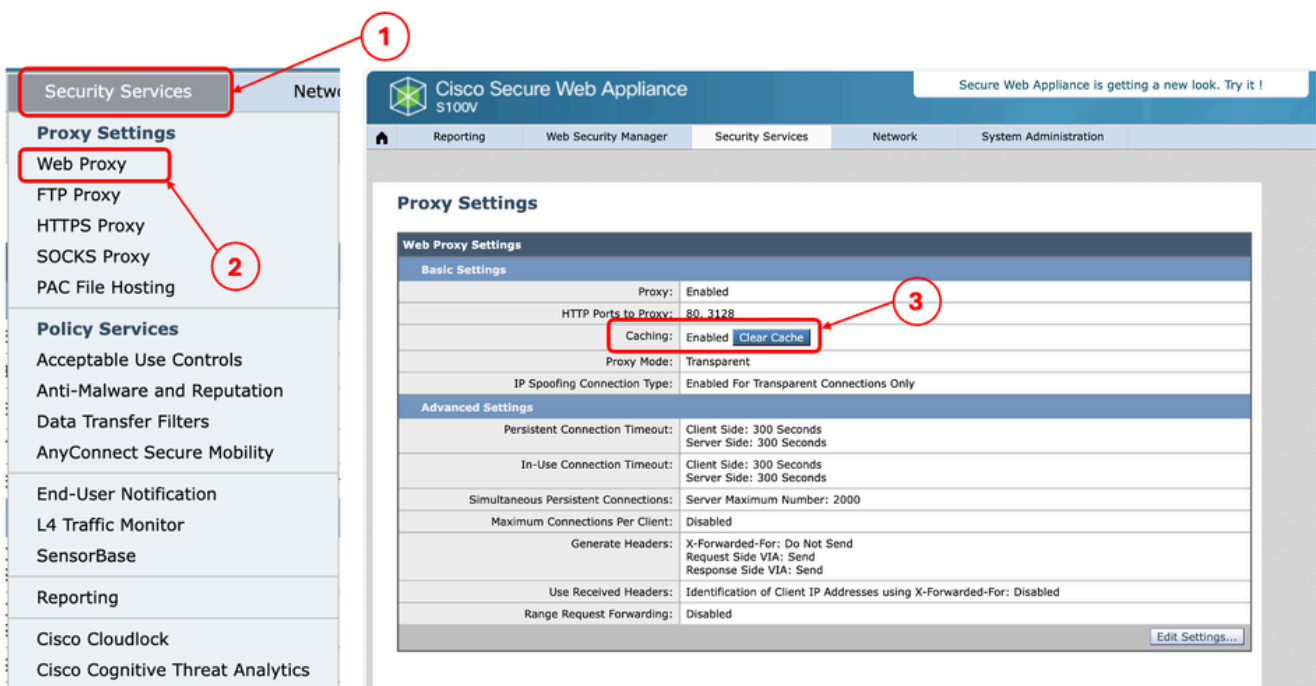 1
Security Services
Netwo
Proxy Settings
Web Proxy
FTP Proxy
HTTPS Proxy
SOCKS Proxy
2
PAC File Hosting
Policy Services
Acceptable Use Controls
Anti-Malware and Reputation
Data Transfer Filters
AnyConnect Secure Mobility
End-User Notification
L4 Traffic Monitor
SensorBase
Reporting
Cisco Cloudlock
Cisco Cognitive Threat Analytics
Cisco Secure Web Appliance
S100V
Secure Web Appliance is getting a new look. Try it !
Reporting Web Security Manager Security Services Network System Administration
Proxy Settings
Web Proxy Settings
Basic Settings
Proxy: Enabled
HTTP Ports to Proxy: 80, 3128
3
Caching: Enabled Clear Cache
Proxy Mode: Transparent
IP Spoofing Connection Type: Enabled For Transparent Connections Only
Advanced Settings
Persistent Connection Timeout: Client Side: 300 Seconds
Server Side: 300 Seconds
In-Use Connection Timeout: Client Side: 300 Seconds
Server Side: 300 Seconds
Simultaneous Persistent Connections: Server Maximum Number: 2000
Maximum Connections Per Client: Disabled
Generate Headers: X-Forwarded-For: Do Not Send
Request Side VIA: Send
Response Side VIA: Send
Use Received Headers: Identification of Client IP Addresses using X-Forwarded-For: Disabled
Range Request Forwarding: Disabled
Edit Settings...